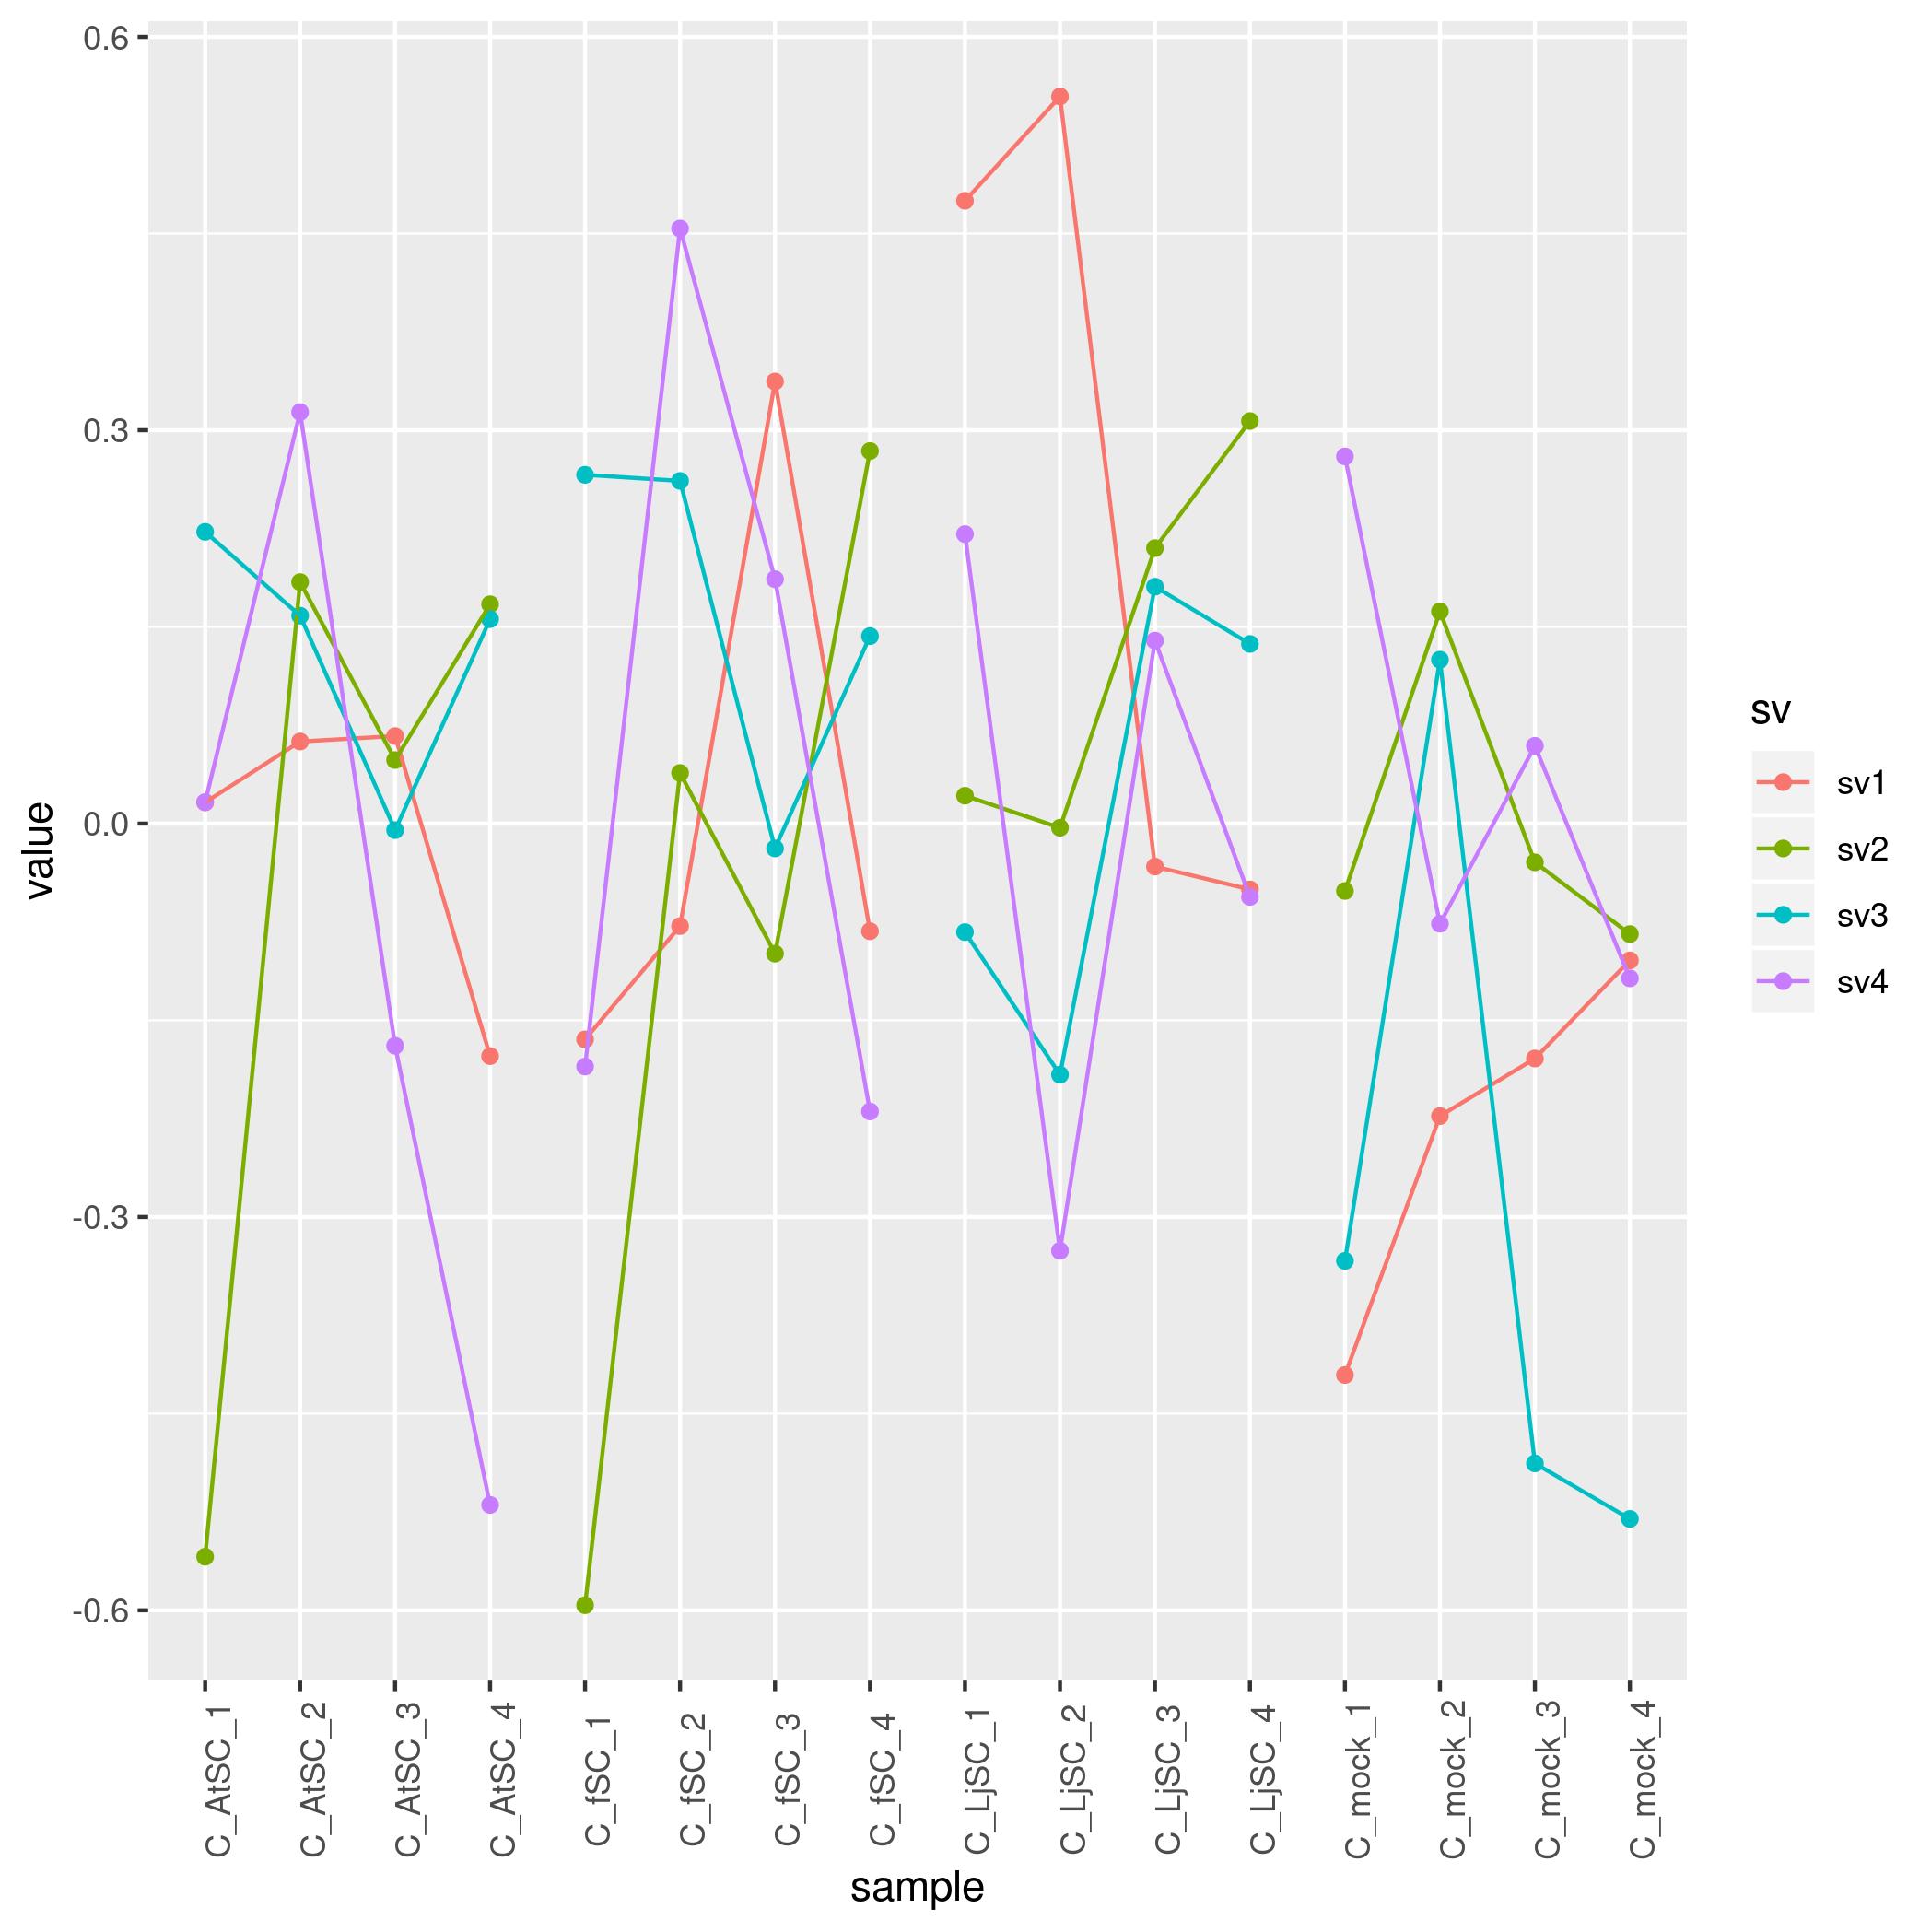 0.6
0.3
0.0
-0.3
-0.6
value
C_AtSC_1
C_AtSC_2
C_AtSC_3
C_AtSC_4
C_fSC_1
C_fSC_2
C_fSC_3
C_fSC_4
C_LjSC_1
C_LjSC_2
C_LjSC_3
C_LjSC_4
C_mock_1
C_mock_2
C_mock_3
C_mock_4
sample
sv
sv1
sv2
sv3
sv4